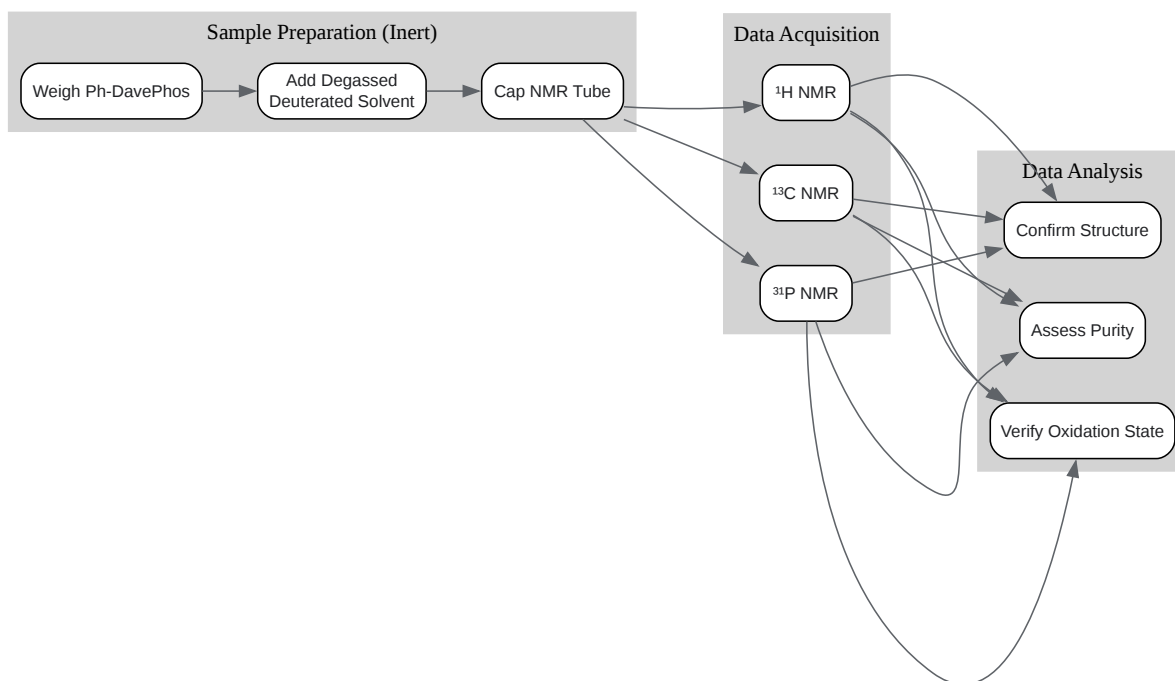 Sample Preparation (Inert)
Weigh Ph-DavePhos
Add Degassed
Deuterated Solvent
Cap NMR Tube
Data Acquisition
¹H NMR
¹³C NMR
³¹P NMR
Data Analysis
Confirm Structure
Assess Purity
Verify Oxidation State